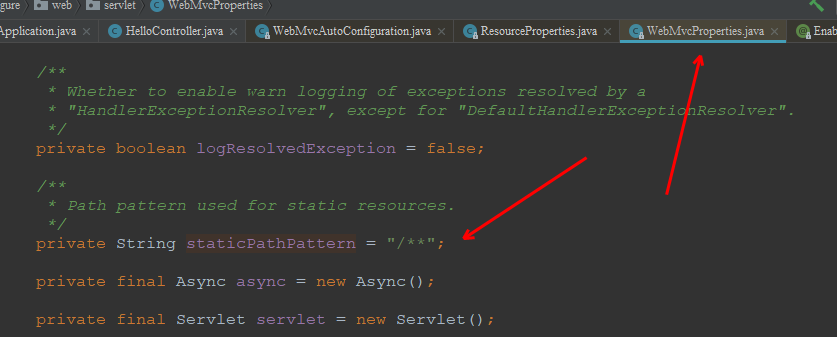 gure web servlet WebMvcProperties
Application.java HelloController.java WebMvcAutoConfiguration.java ResourceProperties.java WebMvcProperties.java Enab
/**
* Whether to enable warn logging of exceptions resolved by a
* "HandlerExceptionResolver", except for "DefaultHandlerExceptionResolver".
*/
private boolean logResolvedException = false;
/**
* Path pattern used for static resources.
*/
private String staticPathPattern = "/**";
private final Async async = new Async();
private final Servlet servlet = new Servlet();